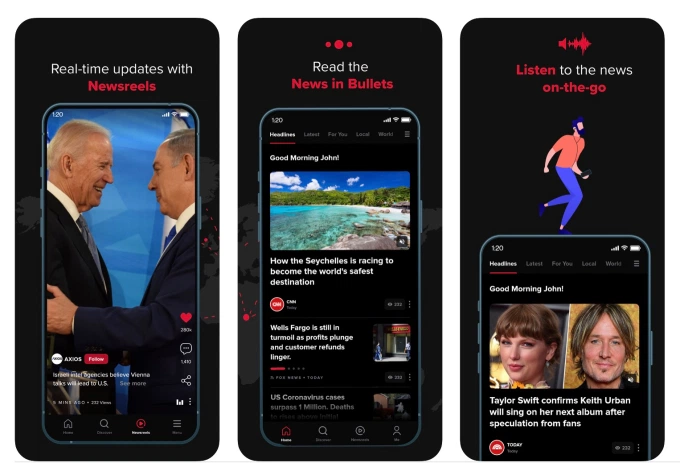 Real-time updates with
Newsreels
1:20
280k
1,410
AXIOS
Follow
Israeli intel agencies believe Vienna
talks will lead to U.S. See more
5 MINS AGO • 232 Views
Home
Discover
Newsreels
Menu
Read the
News in Bullets
1:20
Headlines Latest For You Local World
Good Morning John!
How the Seychelles is racing to
become the world's safest
destination
CNN
CNN
Today
232
Wells Fargo is still in
turmoil as profits plunge
and customer refunds
linger.
FOX NEWS • TODAY
232
US Coronavirus cases
surpass 1 Million. Deaths
Home
Discover
Newsreels
Me
Listen to the news
on-the-go
1:20
Headlines Latest For You Local World
Good Morning John!
Taylor Swift confirms Keith Urban
will sing on her next album after
speculation from fans
TODAY
Today
232